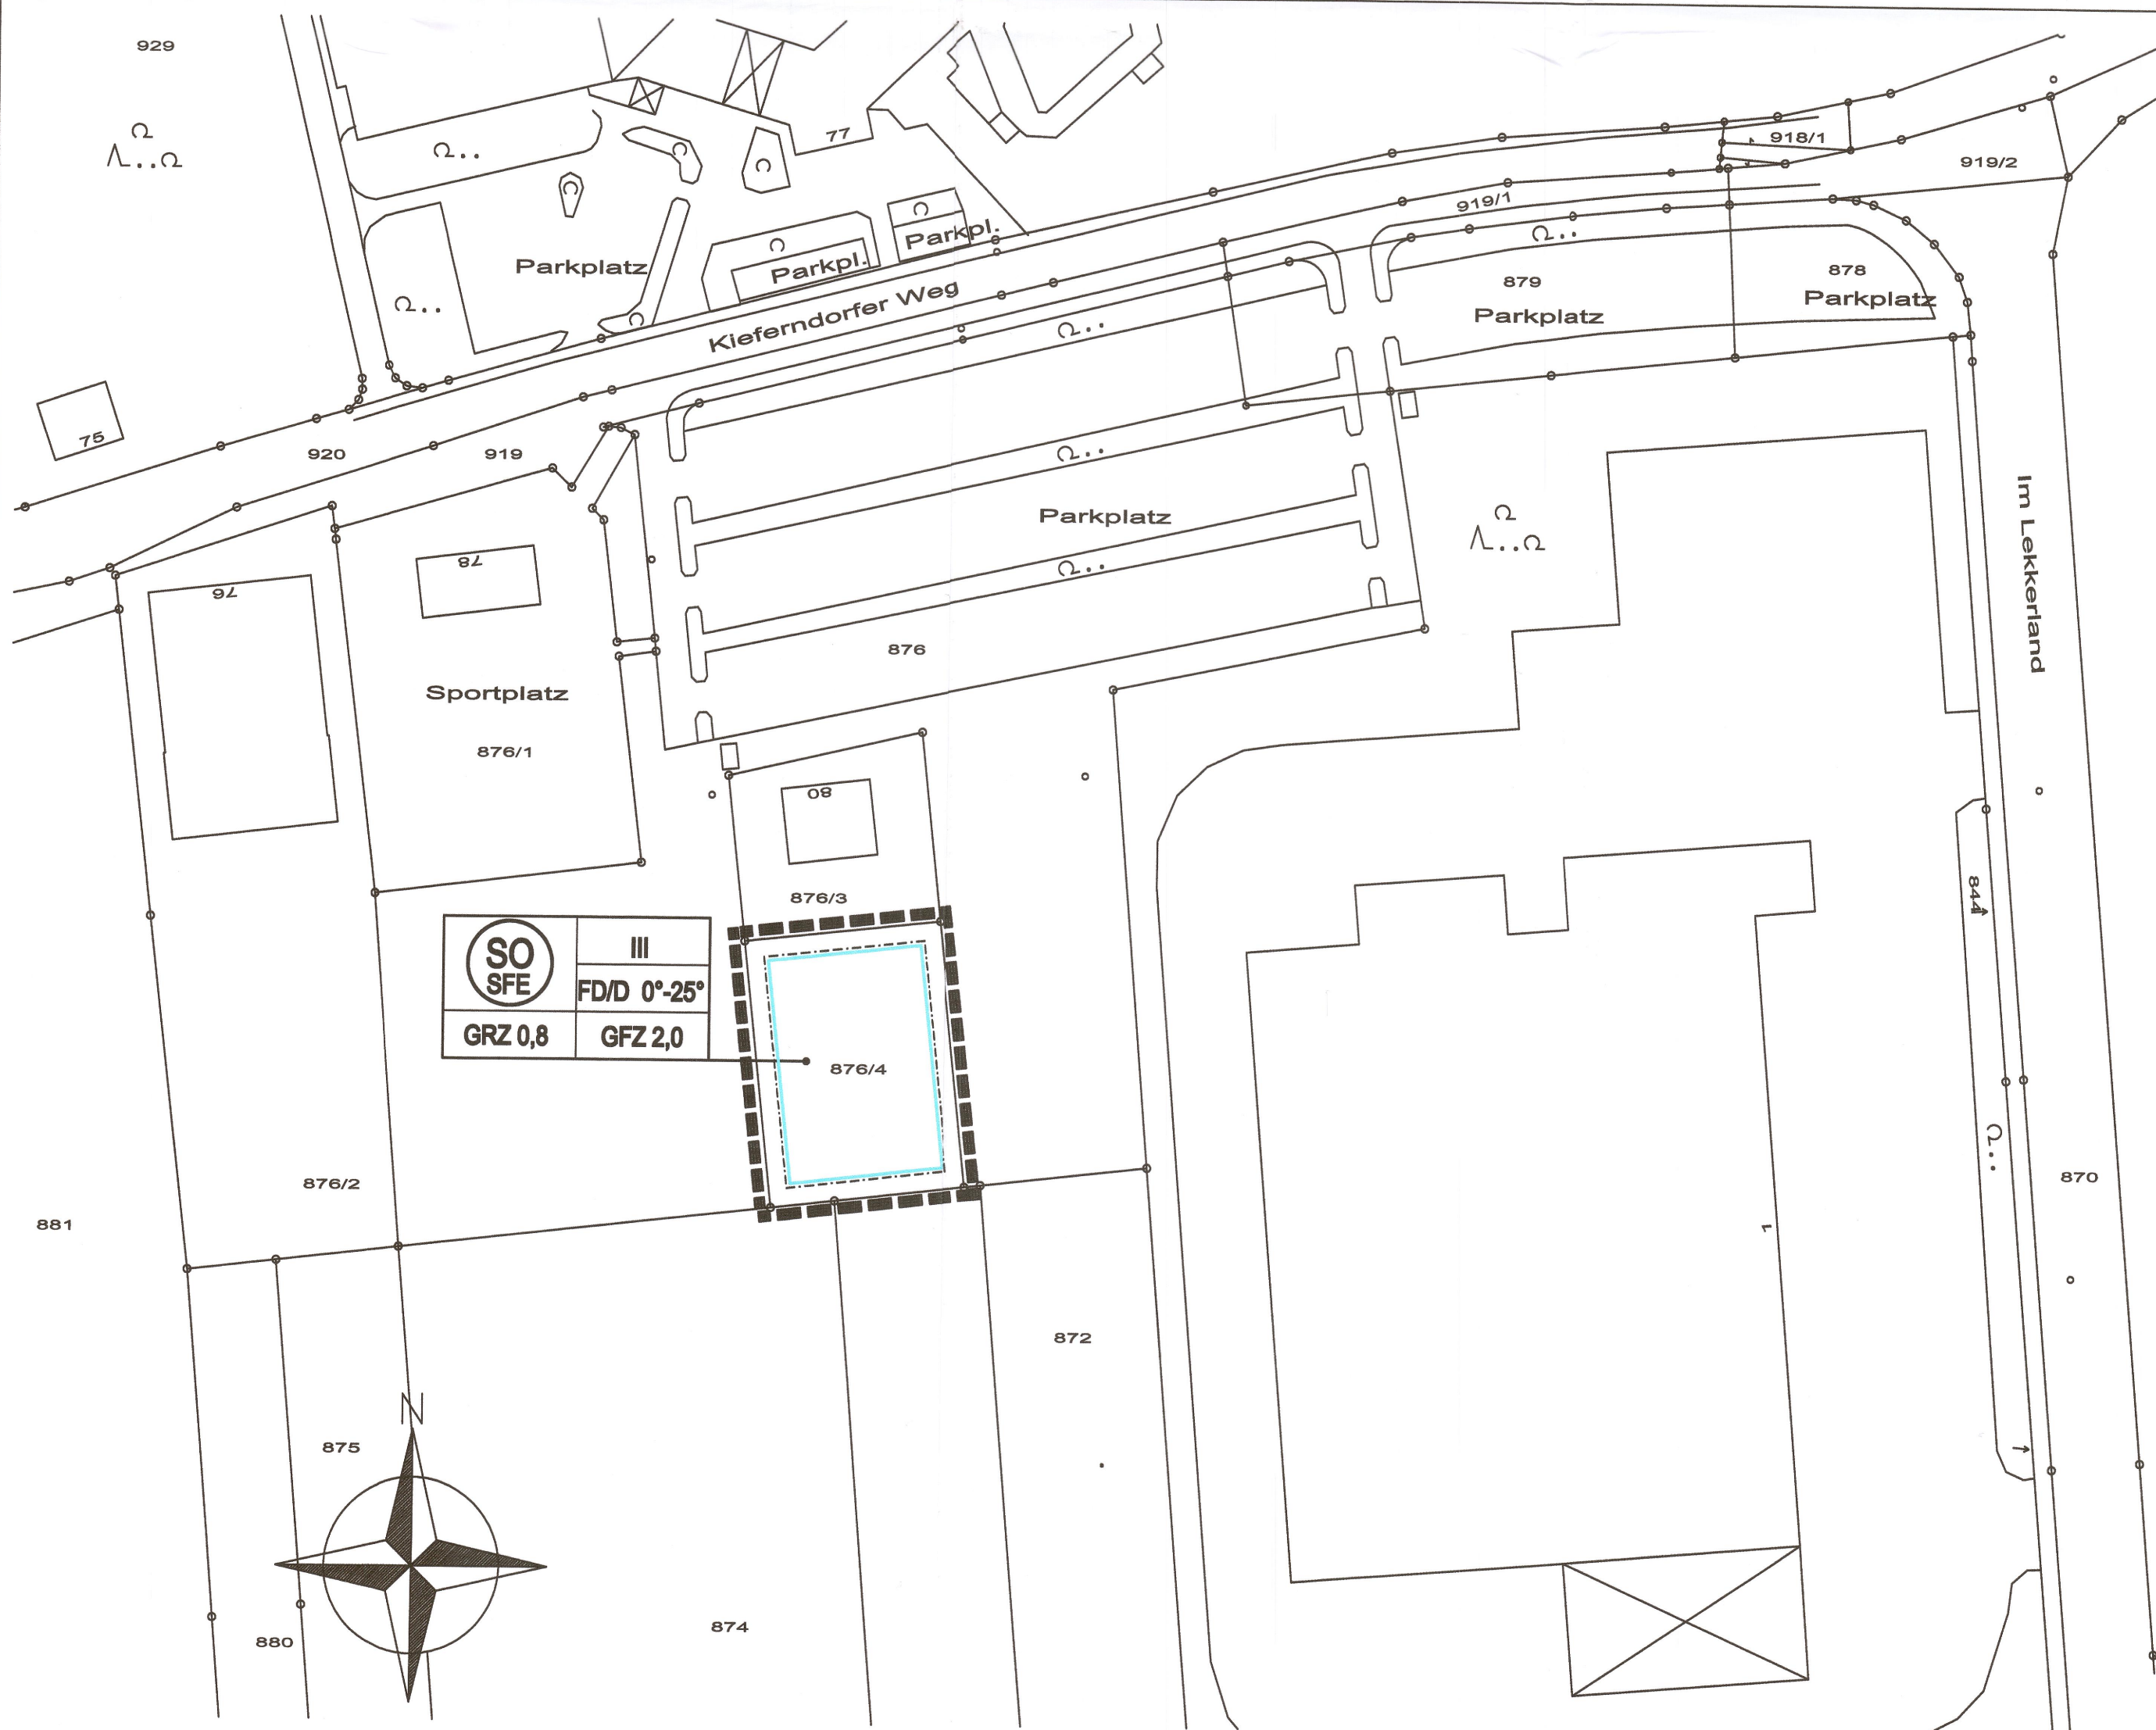 929
77
918/1
919/2
919/1
Parkplatz
Parkpl.
Parkpl.
879
878
Parkplatz
Parkplatz
Kieferndorfer Weg
75
920
919
Parkplatz
78
76
876
Im Lekkerland
Sportplatz
876/1
80
876/3
844
SO
SFE
III
FD/D 0°-25°
GRZ 0,8
GFZ 2,0
876/4
876/2
870
881
1
872
N
875
874
880